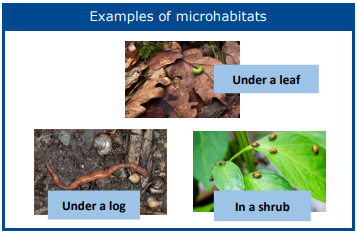 Examples of microhabitats
Under a leaf
Under a log
In a shrub